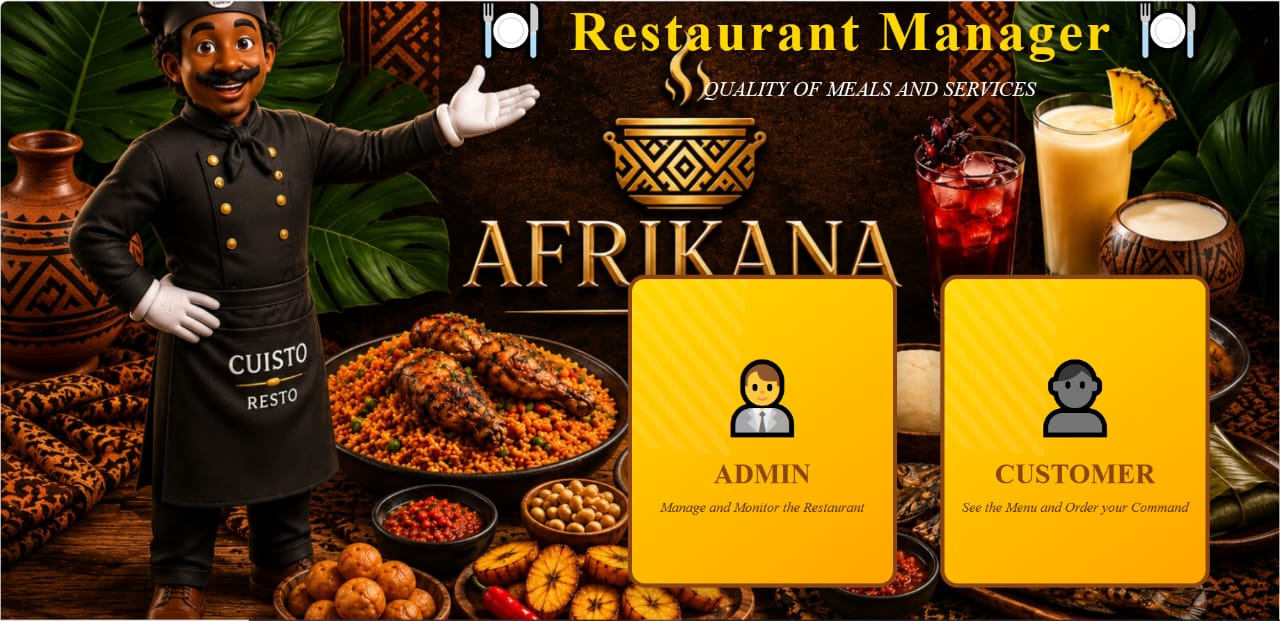 Restaurant Manager
QUALITY OF MEALS AND SERVICES
AFRIKANA
CUISTO
RESTO
ADMIN
Manage and Monitor the Restaurant
CUSTOMER
See the Menu and Order your Command